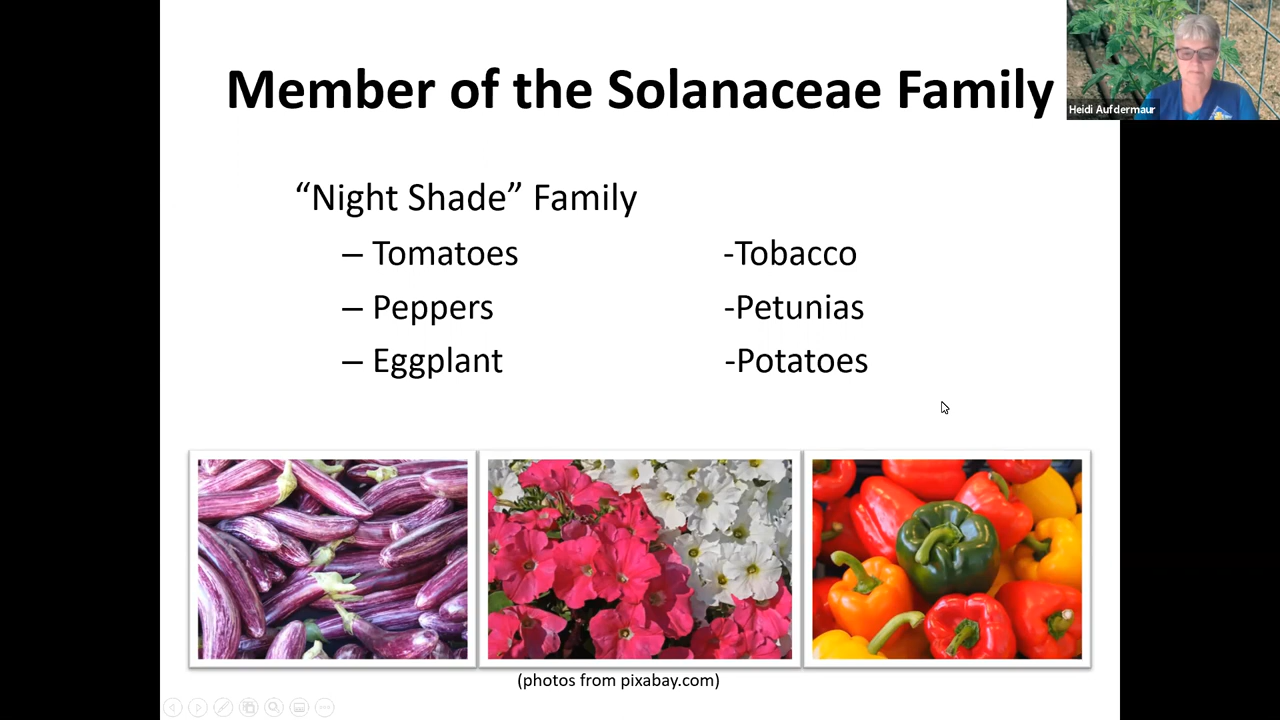 Member of the Solanaceae Family
Heidi Aufdermaur
“Night Shade” Family
– Tomatoes -Tobacco
– Peppers -Petunias
– Eggplant -Potatoes
(photos from pixabay.com)